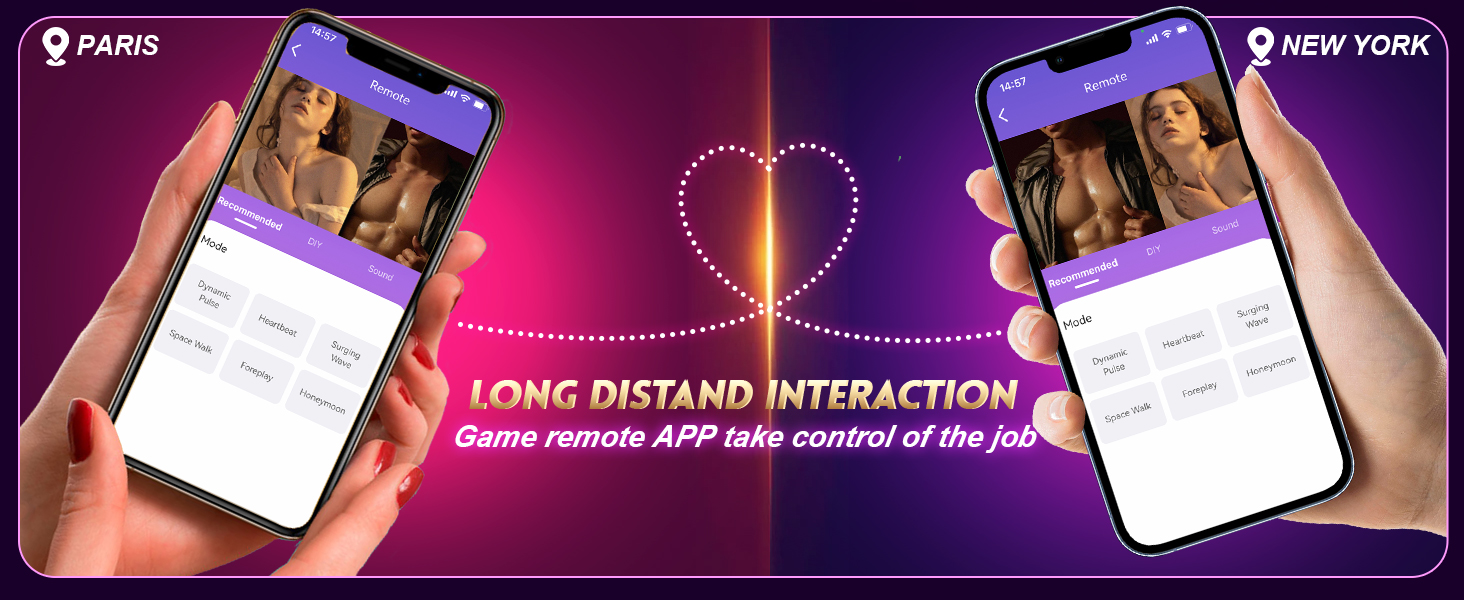 PARIS
NEW YORK
14:57
Remote
Recommended
DIY
Sound
Mode
Dynamic
Pulse
Heartbeat
Surging
Wave
Space Walk
Foreplay
Honeymoon
14:57
Remote
Recommended
DIY
Sound
Mode
Dynamic
Pulse
Heartbeat
Surging
Wave
Space Walk
Foreplay
Honeymoon
LONG DISTAND INTERACTION
Game remote APP take control of the job